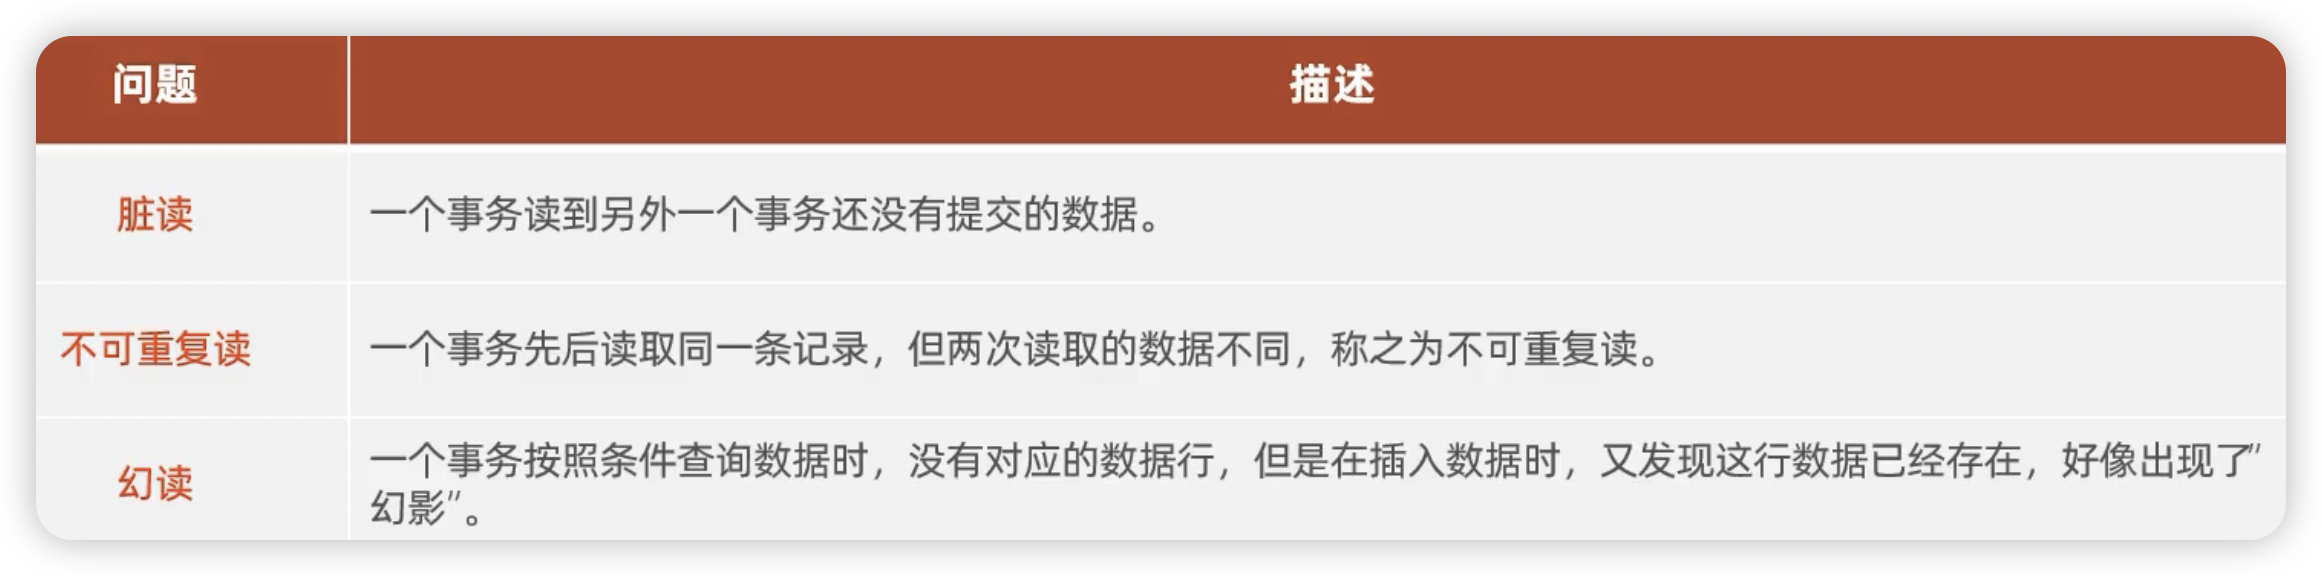 问题
描述
脏读
一个事务读到另外一个事务还没有提交的数据。
不可重复读
一个事务先后读取同一条记录，但两次读取的数据不同，称之为不可重复读。
幻读
一个事务按照条件查询数据时，没有对应的数据行，但是在插入数据时，又发现这行数据已经存在，好像出现了”
幻影”。